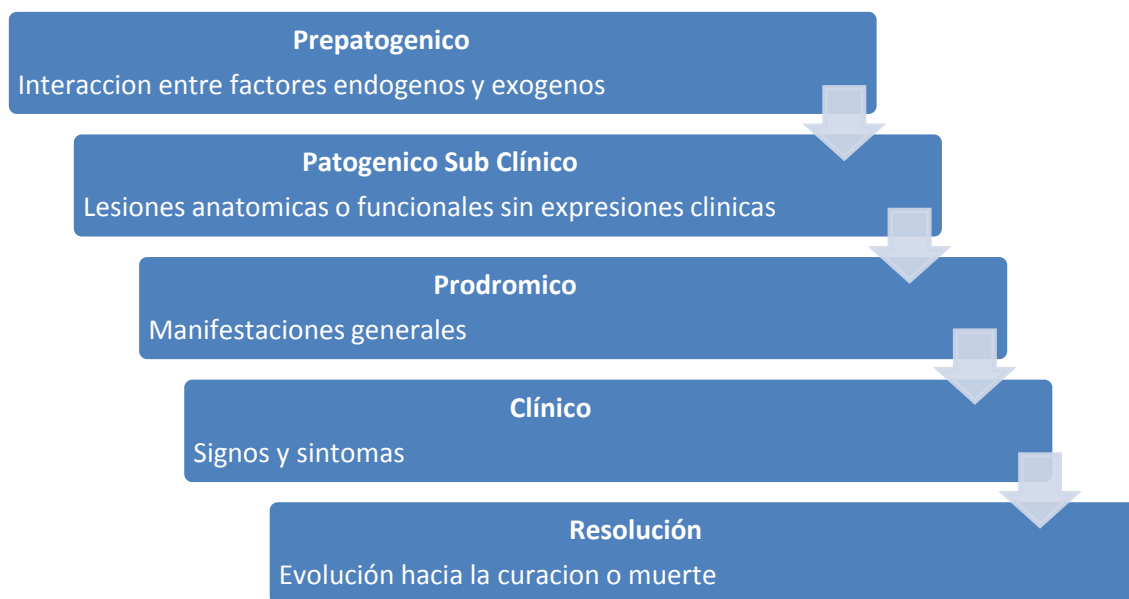 Prepatogenico
Interaccion entre factores endogenos y exogenos
Patogenico Sub Clínico
Lesiones anatomicas o funcionales sin expresiones clinicas
Prodromico
Manifestaciones generales
Clínico
Signos y sintomas
Resolución
Evolución hacia la curacion o muerte